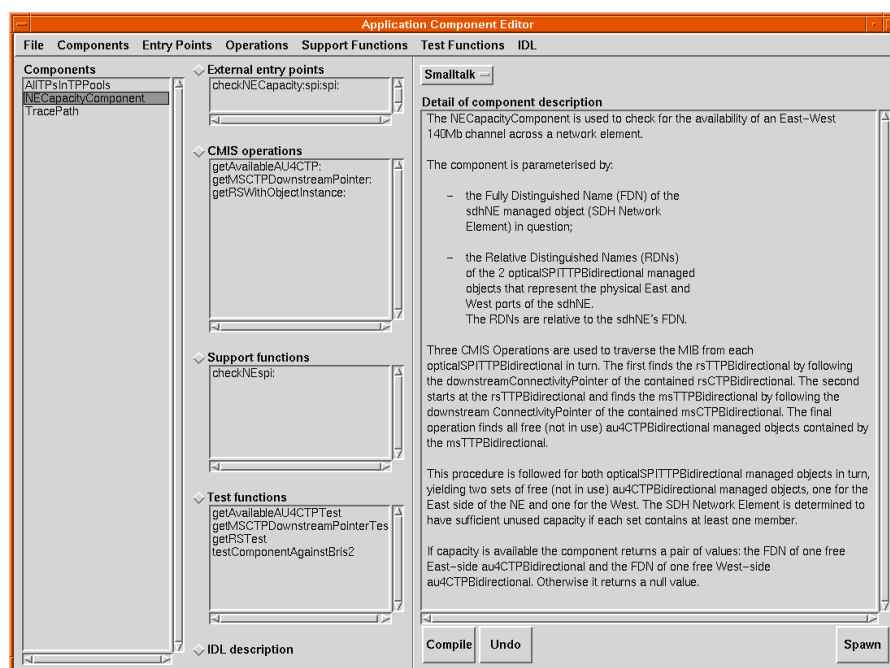 Application Component Editor
File Components Entry Points Operations Support Functions Test Functions IDL
Components
AllTPsInTPPools
NECapacityComponent
TracePath
External entry points
checkNECapacity:spi:spi:
CMIS operations
getAvailableAU4CTP:
getMSCTPDownstreamPointer:
getRSWithObjectInstance:
Support functions
checkNEspi:
Test functions
getAvailableAU4CTPTest
getMSCTPDownstreamPointerTes
getRSTest
testComponentAgainstBris2
IDL description
Smalltalk
Detail of component description
The NECapacityComponent is used to check for the availability of an East-West
140Mb channel across a network element.
The component is parameterised by:
- the Fully Distinguished Name (FDN) of the
sdhNE managed object (SDH Network
Element) in question;
- the Relative Distinguished Names (RDNs)
of the 2 opticalSPITTPBidirectional managed
objects that represent the physical East and
West ports of the sdhNE.
The RDNs are relative to the sdhNE's FDN.
Three CMIS Operations are used to traverse the MIB from each
opticalSPITTPBidirectional in turn. The first finds the rsTTPBidirectional by following
the downstreamConnectivityPointer of the contained rsCTPBidirectional. The second
starts at the rsTTPBidirectional and finds the msTTPBidirectional by following the
downstream ConnectivityPointer of the contained msCTPBidirectional. The final
operation finds all free (not in use) au4CTPBidirectional managed objects contained by
the msTTPBidirectional.
This procedure is followed for both opticalSPITTPBidirectional managed objects in turn,
yielding two sets of free (not in use) au4CTPBidirectional managed objects, one for the
East side of the NE and one for the West. The SDH Network Element is determined to
have sufficient unused capacity if each set contains at least one member.
If capacity is available the component returns a pair of values: the FDN of one free
East-side au4CTPBidirectional and the FDN of one free West-side
au4CTPBidirectional. Otherwise it returns a null value.
Compile Undo Spawn